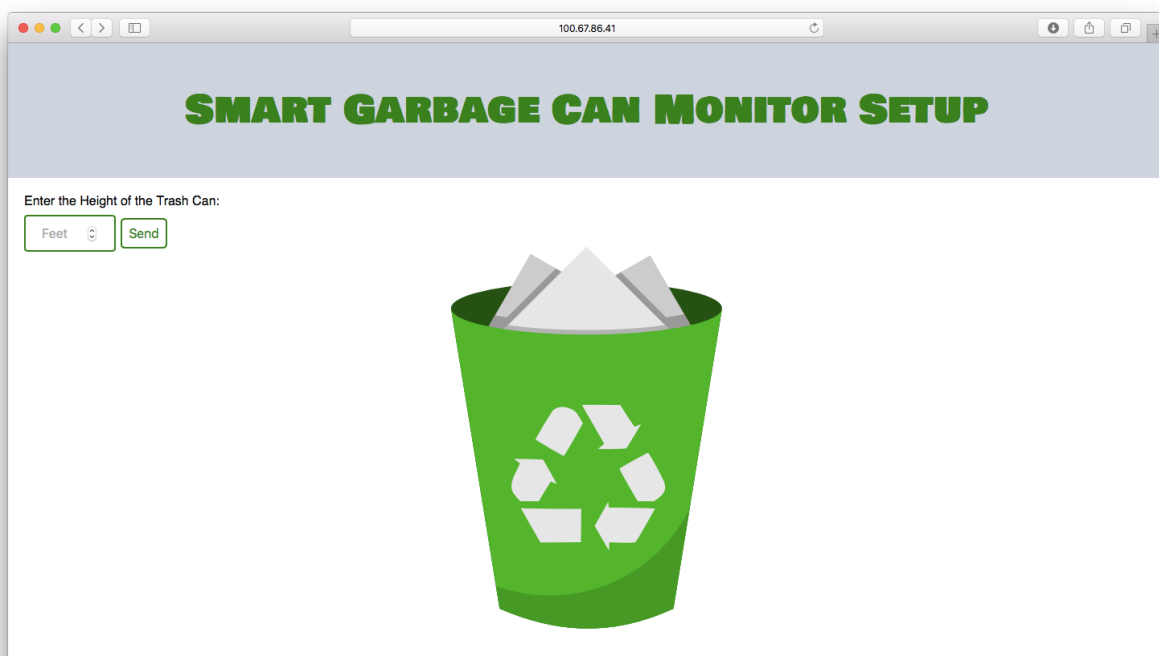 100.67.86.41
Smart Garbage Can Monitor Setup
Enter the Height of the Trash Can:
Feet
Send